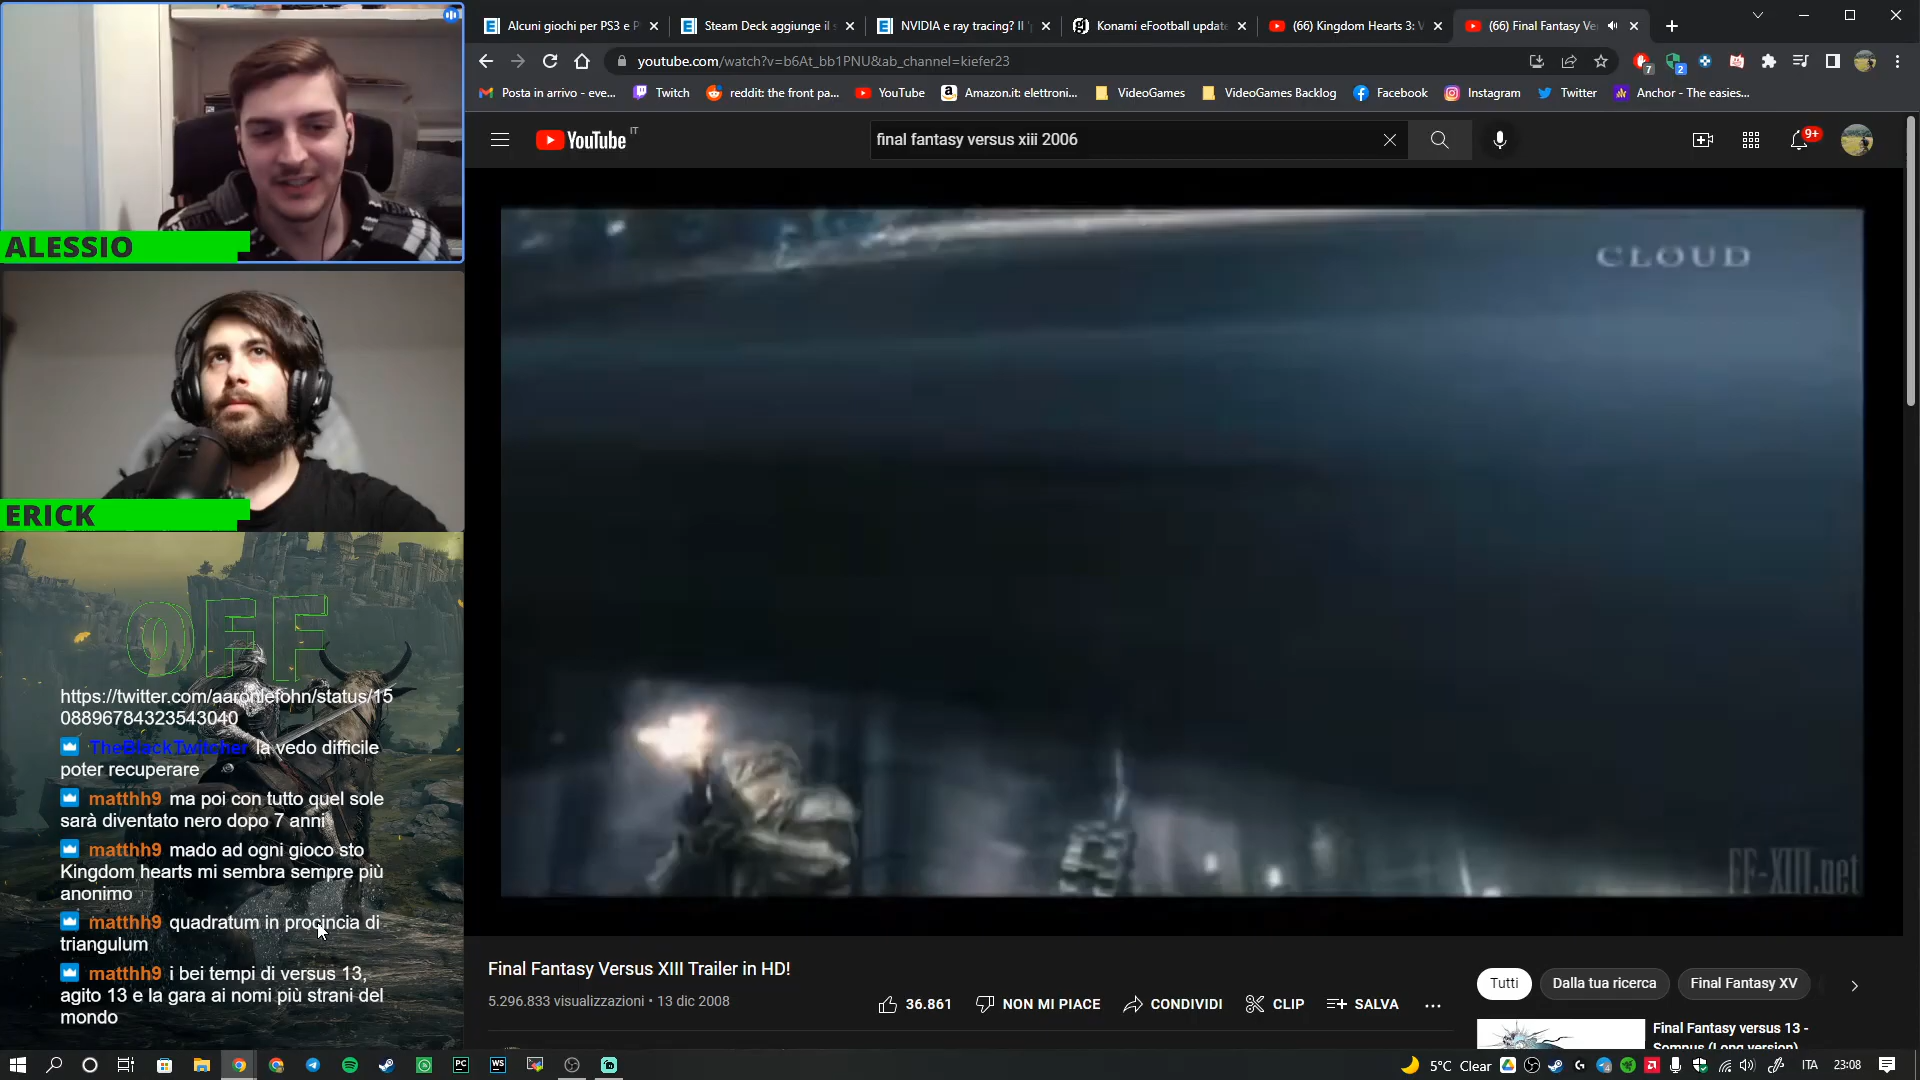 Alcuni giochi per PS3 e P
Steam Deck aggiunge il s
NVIDIA e ray tracing? Il
Konami eFootball update
(66) Kingdom Hearts 3: V
(66) Final Fantasy Ve
youtube.com/watch?v=b6At_bb1PNU&ab_channel=kiefer23
7
2
Posta in arrivo - eve...
Twitch
reddit: the front pa...
YouTube
Amazon.it: elettroni...
VideoGames
VideoGames Backlog
Facebook
Instagram
Twitter
Anchor - The easies...
YouTube IT
final fantasy versus xiii 2006
9+
ALESSIO
ERICK
CLOUD
FF-XIII.net
OFF
https://twitter.com/aaronlefohn/status/15
08896784323543040
TheBlackTwitcher la vedo difficile
poter recuperare
matthh9 ma poi con tutto quel sole
sarà diventato nero dopo 7 anni
matthh9 mado ad ogni gioco sto
Kingdom hearts mi sembra sempre più
anonimo
matthh9 quadratum in procincia di
triangulum
matthh9 i bei tempi di versus 13,
agito 13 e la gara ai nomi più strani del
mondo
Final Fantasy Versus XIII Trailer in HD!
5.296.833 visualizzazioni • 13 dic 2008
36.861
NON MI PIACE
CONDIVIDI
CLIP
SALVA
Tutti
Dalla tua ricerca
Final Fantasy XV
Final Fantasy versus 13 -
Somnus (Long version)
PC
WS
5°C Clear
ITA
23:08